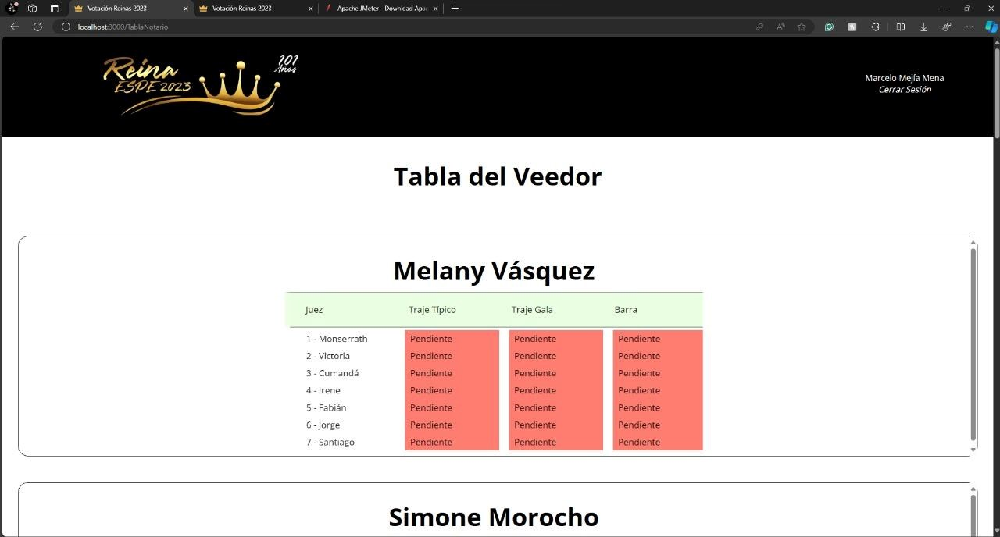 Votación Reinas 2023
Votación Reinas 2023
Apache JMeter - Download Apac
localhost:3000/TablaNotario
Reina
ESPE 2023
101
Años
Marcelo Mejía Mena
Cerrar Sesión
Tabla del Veedor
Melany Vásquez
Juez Traje Típico Traje Gala Barra
1 - Monserrath Pendiente Pendiente Pendiente
2 - Victoria Pendiente Pendiente Pendiente
3 - Cumandá Pendiente Pendiente Pendiente
4 - Irene Pendiente Pendiente Pendiente
5 - Fabián Pendiente Pendiente Pendiente
6 - Jorge Pendiente Pendiente Pendiente
7 - Santiago Pendiente Pendiente Pendiente
Simone Morocho